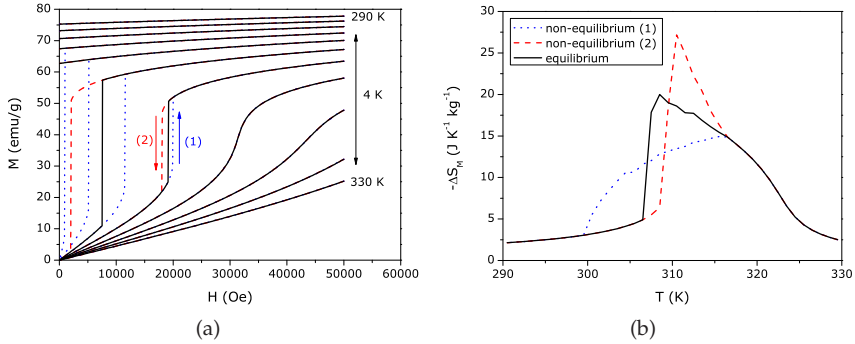 80
70
60
50
40
30
20
10
0
M (emu/g)
0 10000 20000 30000 40000 50000 60000
H (Oe)
290 K
4 K
330 K
(2)
(1)
(a)
30
25
20
15
10
5
0
-ΔS_M (J K⁻¹ kg⁻¹)
non-equilibrium (1)
non-equilibrium (2)
equilibrium
290 300 310 320 330
T (K)
(b)